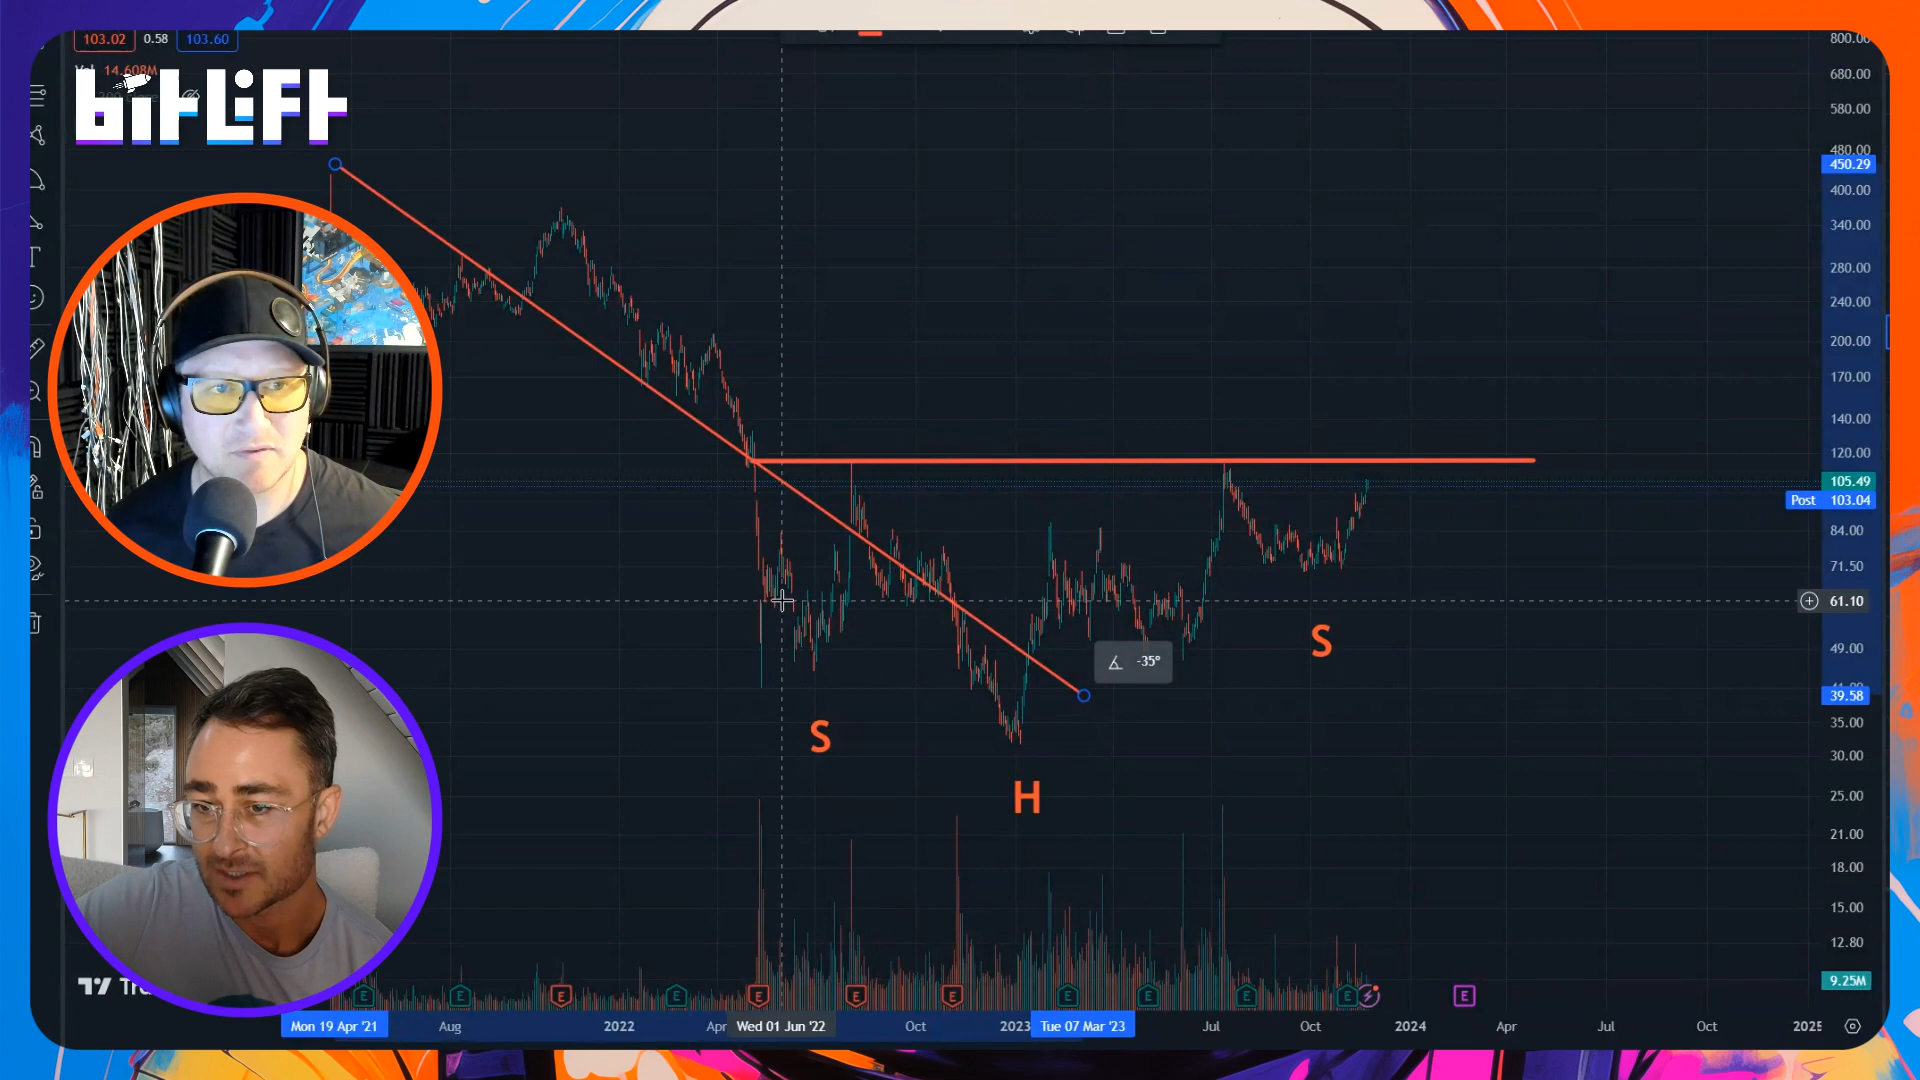 103.02 0.58 103.60
14.608M
bitLift
800.00
680.00
580.00
480.00
450.29
400.00
340.00
280.00
240.00
200.00
170.00
140.00
120.00
105.49
Post 103.04
84.00
71.50
61.10
S
-35°
49.00
39.58
S
35.00
30.00
H
25.00
21.00
18.00
15.00
12.80
9.25M
E E E E E E E E E E E E
Mon 19 Apr '21 Aug 2022 Apr Wed 01 Jun '22 Oct 2023 Tue 07 Mar '23 Jul Oct 2024 Apr Jul Oct 2025